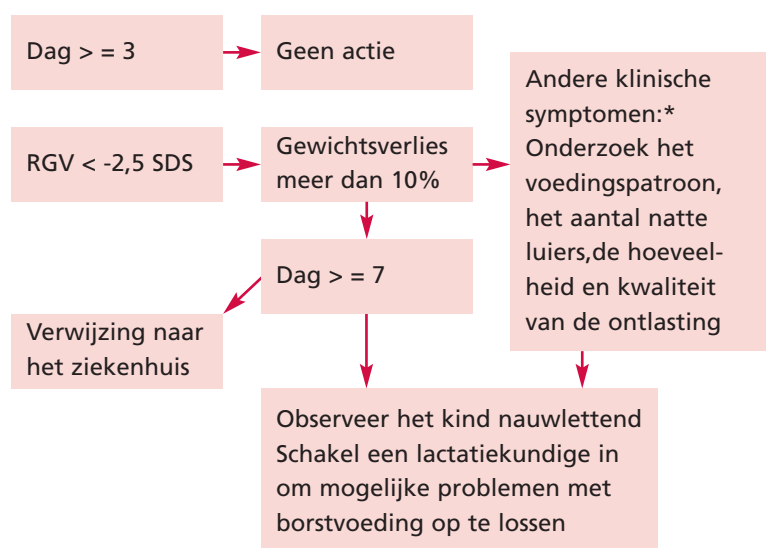 Dag > = 3
Geen actie
RGV < -2,5 SDS
Gewichtsverlies
meer dan 10%
Andere klinische
symptomen:*
Onderzoek het
voedingspatroon,
het aantal natte
luiers,de hoeveel-
heid en kwaliteit
van de ontlasting
Dag > = 7
Verwijzing naar
het ziekenhuis
Observeer het kind nauwlettend
Schakel een lactatiekundige in
om mogelijke problemen met
borstvoeding op te lossen